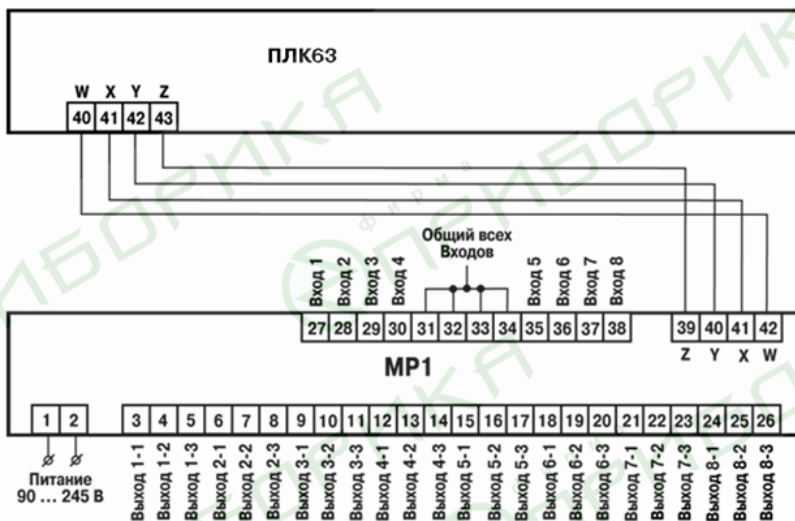 ПЛК63
W X Y Z
40 41 42 43
фирма
ПРИБОРИКА
Общий всех
Входов
Вход 1
Вход 2
Вход 3
Вход 4
Вход 5
Вход 6
Вход 7
Вход 8
27 28 29 30 31 32 33 34 35 36 37 38 39 40 41 42
Z Y X W
МР1
1 2 3 4 5 6 7 8 9 10 11 12 13 14 15 16 17 18 19 20 21 22 23 24 25 26
Питание
90 ... 245 В
Выход 1-1
Выход 1-2
Выход 1-3
Выход 2-1
Выход 2-2
Выход 2-3
Выход 3-1
Выход 3-2
Выход 3-3
Выход 4-1
Выход 4-2
Выход 4-3
Выход 5-1
Выход 5-2
Выход 5-3
Выход 6-1
Выход 6-2
Выход 6-3
Выход 7-1
Выход 7-2
Выход 7-3
Выход 8-1
Выход 8-2
Выход 8-3